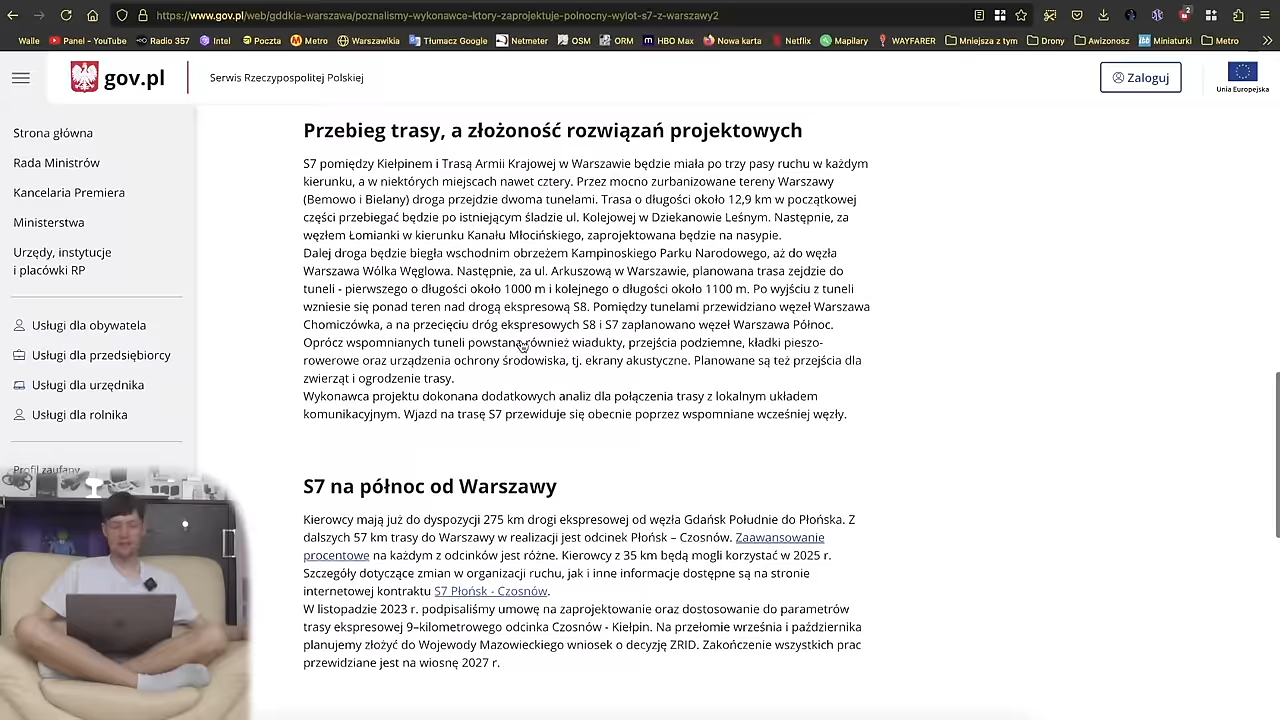 https://www.gov.pl/web/gddkia-warszawa/poznalismy-wykonawce-ktory-zaprojektuje-polnocny-wylot-s7-z-warszawy2
2
Walle Panel - YouTube Radio 357 Intel Poczta Metro Warszawikia Tłumacz Google Netmeter OSM ORM HBO Max Nowa karta Netflix Mapilary WAYFARER Mniejsza z tym Drony Awizonosz Miniaturki Metro
gov.pl
Serwis Rzeczypospolitej Polskiej
Zaloguj
Unia Europejska
Strona główna
Rada Ministrów
Kancelaria Premiera
Ministerstwa
Urzędy, instytucje
i placówki RP
Usługi dla obywatela
Usługi dla przedsiębiorcy
Usługi dla urzędnika
Usługi dla rolnika
Profil zaufany
Przebieg trasy, a złożoność rozwiązań projektowych
S7 pomiędzy Kiełpinem i Trasą Armii Krajowej w Warszawie będzie miała po trzy pasy ruchu w każdym
kierunku, a w niektórych miejscach nawet cztery. Przez mocno zurbanizowane tereny Warszawy
(Bemowo i Bielany) droga przejdzie dwoma tunelami. Trasa o długości około 12,9 km w początkowej
części przebiegać będzie po istniejącym śladzie ul. Kolejowej w Dziekanowie Leśnym. Następnie, za
węzłem Łomianki w kierunku Kanału Młocińskiego, zaprojektowana będzie na nasypie.
Dalej droga będzie biegła wschodnim obrzeżem Kampinoskiego Parku Narodowego, aż do węzła
Warszawa Wólka Węglowa. Następnie, za ul. Arkuszową w Warszawie, planowana trasa zejdzie do
tuneli - pierwszego o długości około 1000 m i kolejnego o długości około 1100 m. Po wyjściu z tuneli
wzniesie się ponad teren nad drogą ekspresową S8. Pomiędzy tunelami przewidziano węzeł Warszawa
Chomiczówka, a na przecięciu dróg ekspresowych S8 i S7 zaplanowano węzeł Warszawa Północ.
Oprócz wspomnianych tuneli powstaną również wiadukty, przejścia podziemne, kładki pieszo-
rowerowe oraz urządzenia ochrony środowiska, tj. ekrany akustyczne. Planowane są też przejścia dla
zwierząt i ogrodzenie trasy.
Wykonawca projektu dokonana dodatkowych analiz dla połączenia trasy z lokalnym układem
komunikacyjnym. Wjazd na trasę S7 przewiduje się obecnie poprzez wspomniane wcześniej węzły.
S7 na północ od Warszawy
Kierowcy mają już do dyspozycji 275 km drogi ekspresowej od węzła Gdańsk Południe do Płońska. Z
dalszych 57 km trasy do Warszawy w realizacji jest odcinek Płońsk – Czosnów. Zaawansowanie
procentowe na każdym z odcinków jest różne. Kierowcy z 35 km będą mogli korzystać w 2025 r.
Szczegóły dotyczące zmian w organizacji ruchu, jak i inne informacje dostępne są na stronie
internetowej kontraktu S7 Płońsk - Czosnów.
W listopadzie 2023 r. podpisaliśmy umowę na zaprojektowanie oraz dostosowanie do parametrów
trasy ekspresowej 9–kilometrowego odcinka Czosnów - Kiełpin. Na przełomie września i października
planujemy złożyć do Wojewody Mazowieckiego wniosek o decyzję ZRID. Zakończenie wszystkich prac
przewidziane jest na wiosnę 2027 r.